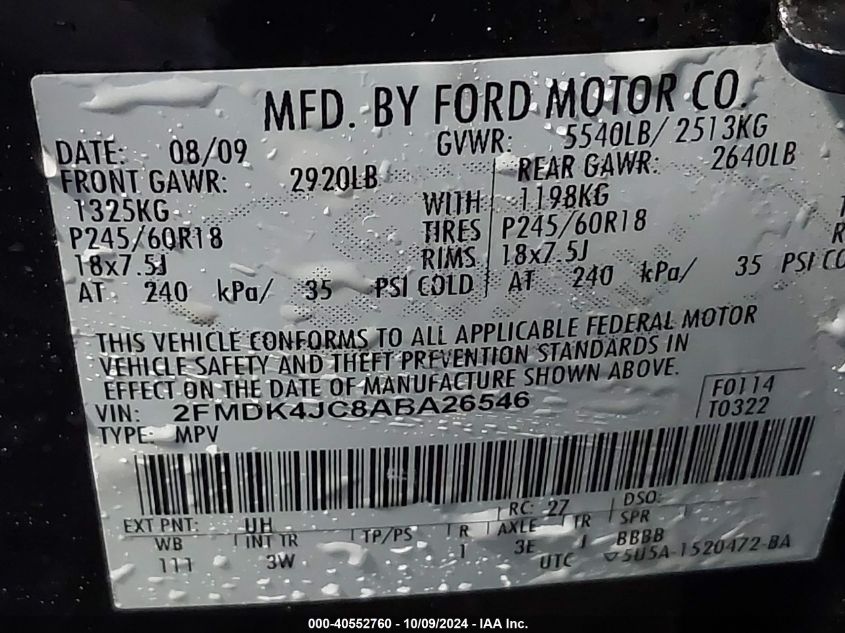 MFD. BY FORD MOTOR CO.
DATE: 08/09 GVWR: 5540LB/ 2513KG
FRONT GAWR: 2920LB REAR GAWR: 2640LB
1325KG WITH 1198KG
P245/60R18 TIRES P245/60R18
18x7.5J RIMS 18x7.5J
AT 240 kPa/ 35 PSI COLD AT 240 kPa/ 35 PSI CO
THIS VEHICLE CONFORMS TO ALL APPLICABLE FEDERAL MOTOR
VEHICLE SAFETY AND THEFT PREVENTION STANDARDS IN
EFFECT ON THE DATE OF MANUFACTURE SHOWN ABOVE.
VIN: 2FMDK4JC8ABA26546 F0114
TYPE: MPV T0322
EXT PNT: UH RC: 27 DSO:
WB INT TR TP/PS R AXLE TR SPR
111 3W 1 3E J BBBB
UTC 5U5A-1520472-BA
000-40552760 - 10/09/2024 - IAA Inc.